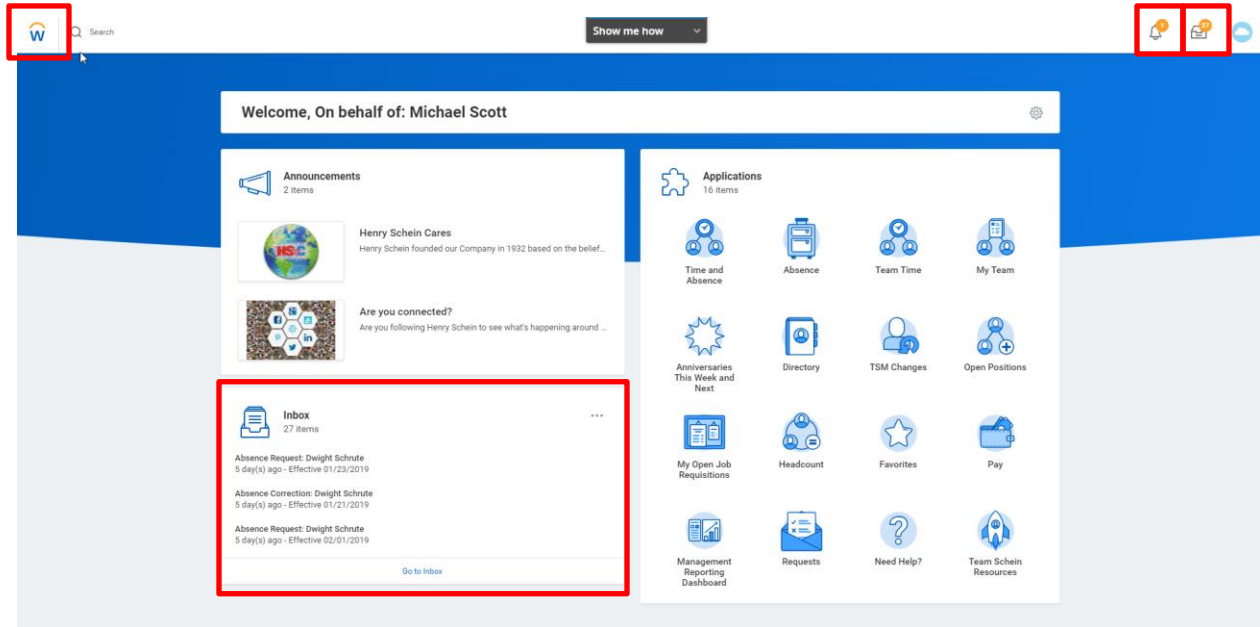 W
Search
Show me how
1
27
Welcome, On behalf of: Michael Scott
Announcements
2 items
HSC
Henry Schein Cares
Henry Schein founded our Company in 1932 based on the belief...
Are you connected?
Are you following Henry Schein to see what's happening around ...
Inbox
27 items
Absence Request: Dwight Schrute
5 day(s) ago - Effective 01/23/2019
Absence Correction: Dwight Schrute
5 day(s) ago - Effective 01/21/2019
Absence Request: Dwight Schrute
5 day(s) ago - Effective 02/01/2019
Go to Inbox
Applications
16 items
Time and
Absence
Absence
Team Time
My Team
Anniversaries
This Week and
Next
Directory
TSM Changes
Open Positions
My Open Job
Requisitions
Headcount
Favorites
Pay
Management
Reporting
Dashboard
Requests
Need Help?
Team Schein
Resources